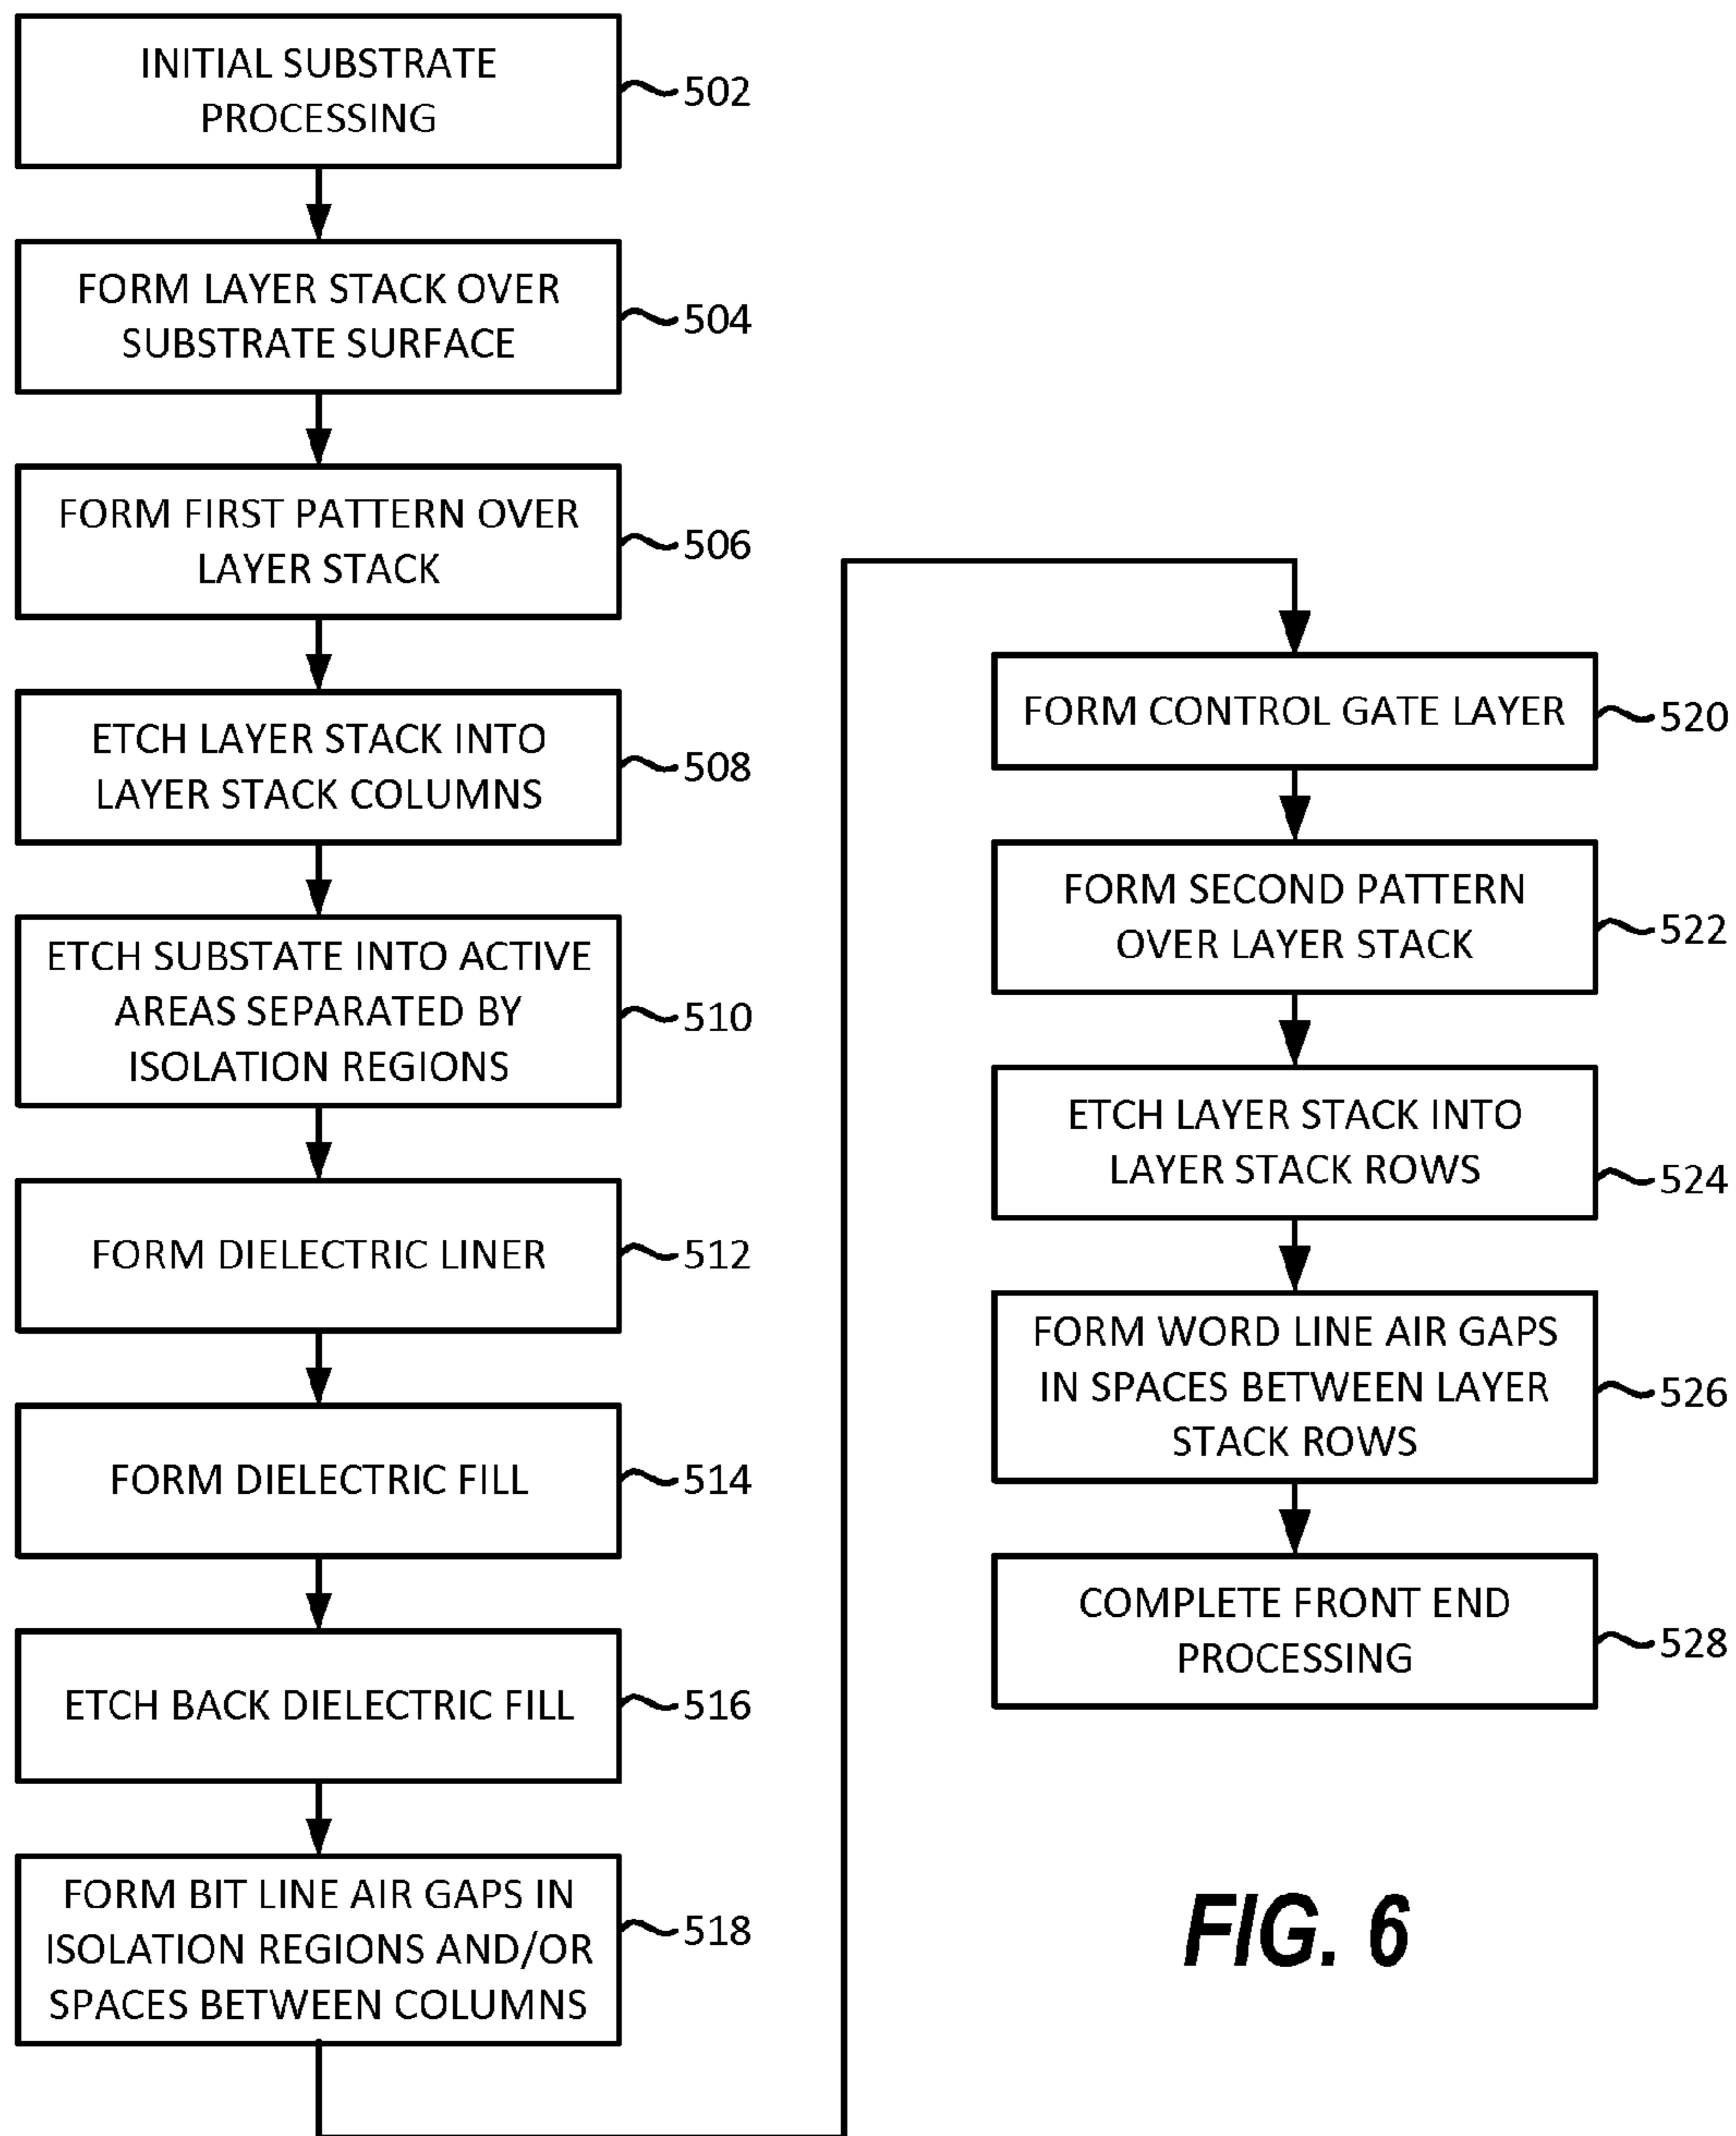 INITIAL SUBSTRATE
PROCESSING
502
FORM LAYER STACK OVER
SUBSTRATE SURFACE
504
FORM FIRST PATTERN OVER
LAYER STACK
506
ETCH LAYER STACK INTO
LAYER STACK COLUMNS
508
ETCH SUBSTATE INTO ACTIVE
AREAS SEPARATED BY
ISOLATION REGIONS
510
FORM DIELECTRIC LINER
512
FORM DIELECTRIC FILL
514
ETCH BACK DIELECTRIC FILL
516
FORM BIT LINE AIR GAPS IN
ISOLATION REGIONS AND/OR
SPACES BETWEEN COLUMNS
518
FORM CONTROL GATE LAYER
520
FORM SECOND PATTERN
OVER LAYER STACK
522
ETCH LAYER STACK INTO
LAYER STACK ROWS
524
FORM WORD LINE AIR GAPS
IN SPACES BETWEEN LAYER
STACK ROWS
526
COMPLETE FRONT END
PROCESSING
528
FIG. 6